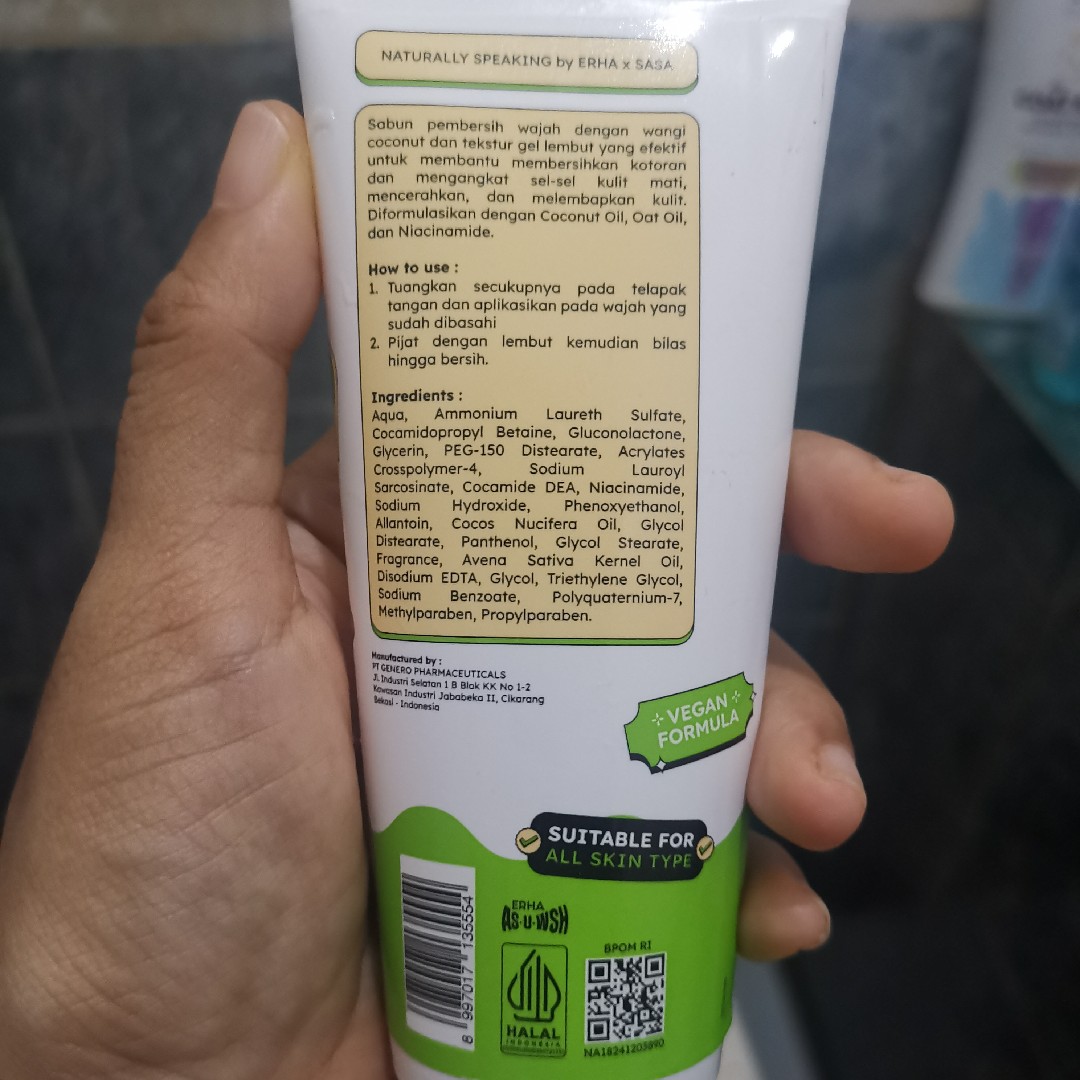 NATURALLY SPEAKING by ERHA x SASA
Sabun pembersih wajah dengan wangi
coconut dan tekstur gel lembut yang efektif
untuk membantu membersihkan kotoran
dan mengangkat sel-sel kulit mati,
mencerahkan, dan melembapkan kulit.
Diformulasikan dengan Coconut Oil, Oat Oil,
dan Niacinamide.
How to use :
1. Tuangkan secukupnya pada telapak
tangan dan aplikasikan pada wajah yang
sudah dibasahi
2. Pijat dengan lembut kemudian bilas
hingga bersih.
Ingredients :
Aqua, Ammonium Laureth Sulfate,
Cocamidopropyl Betaine, Gluconolactone,
Glycerin, PEG-150 Distearate, Acrylates
Crosspolymer-4, Sodium Lauroyl
Sarcosinate, Cocamide DEA, Niacinamide,
Sodium Hydroxide, Phenoxyethanol,
Allantoin, Cocos Nucifera Oil, Glycol
Distearate, Panthenol, Glycol Stearate,
Fragrance, Avena Sativa Kernel Oil,
Disodium EDTA, Glycol, Triethylene Glycol,
Sodium Benzoate, Polyquaternium-7,
Methylparaben, Propylparaben.
Manufactured by :
PT GENERO PHARMACEUTICALS
Jl. Industri Selatan 1 B Blok KK No 1-2
Kawasan Industri Jababeka II, Cikarang
Bekasi - Indonesia
VEGAN
FORMULA
SUITABLE FOR
ALL SKIN TYPE
8 997017 135554
ERHA
AS·U·WSH
HALAL
INDONESIA
BPOM RI
NA18241205890